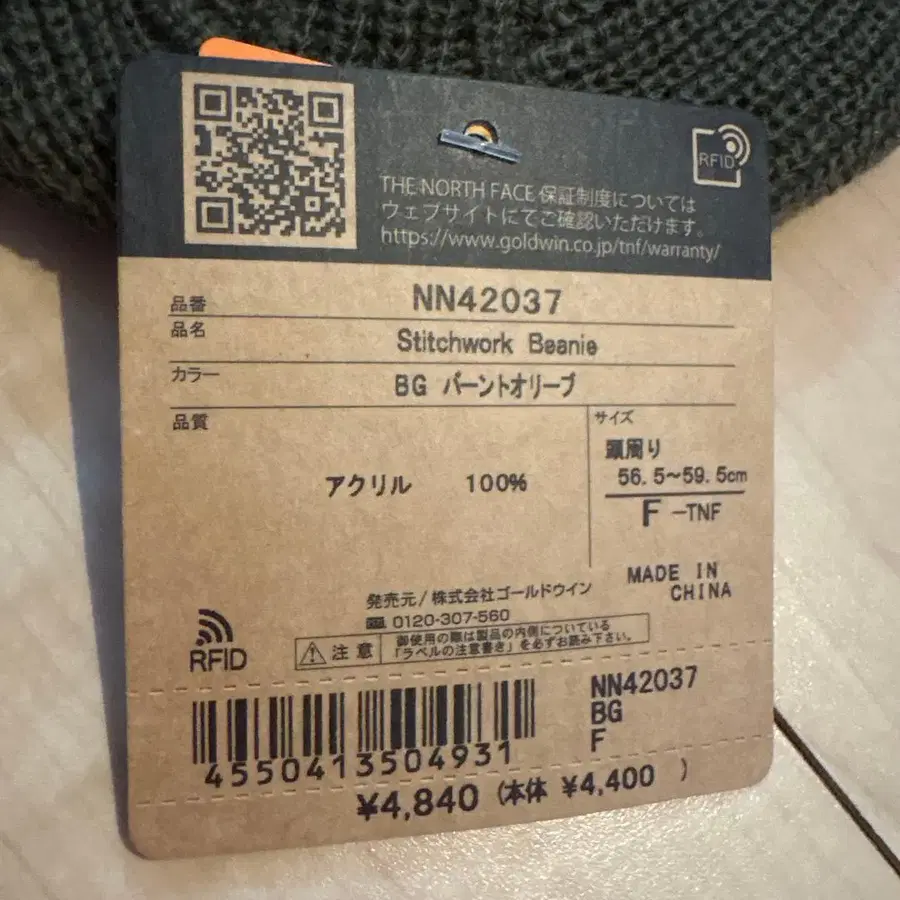 RFID
THE NORTH FACE 保証制度については
ウェブサイトにてご確認いただけます。
https://www.goldwin.co.jp/tnf/warranty/
品番 NN42037
品名 Stitchwork Beanie
カラー BG バーントオリーブ
品質
アクリル 100%
サイズ
頭周り
56.5~59.5cm
F -TNF
MADE IN
CHINA
発売元/株式会社ゴールドウイン
0120-307-560
RFID
注意
御使用の際は製品の内側についている
「ラベルの注意書き」を必ずお読み下さい。
NN42037
BG
F
4550413504931
¥4,840 (本体 ¥4,400 )